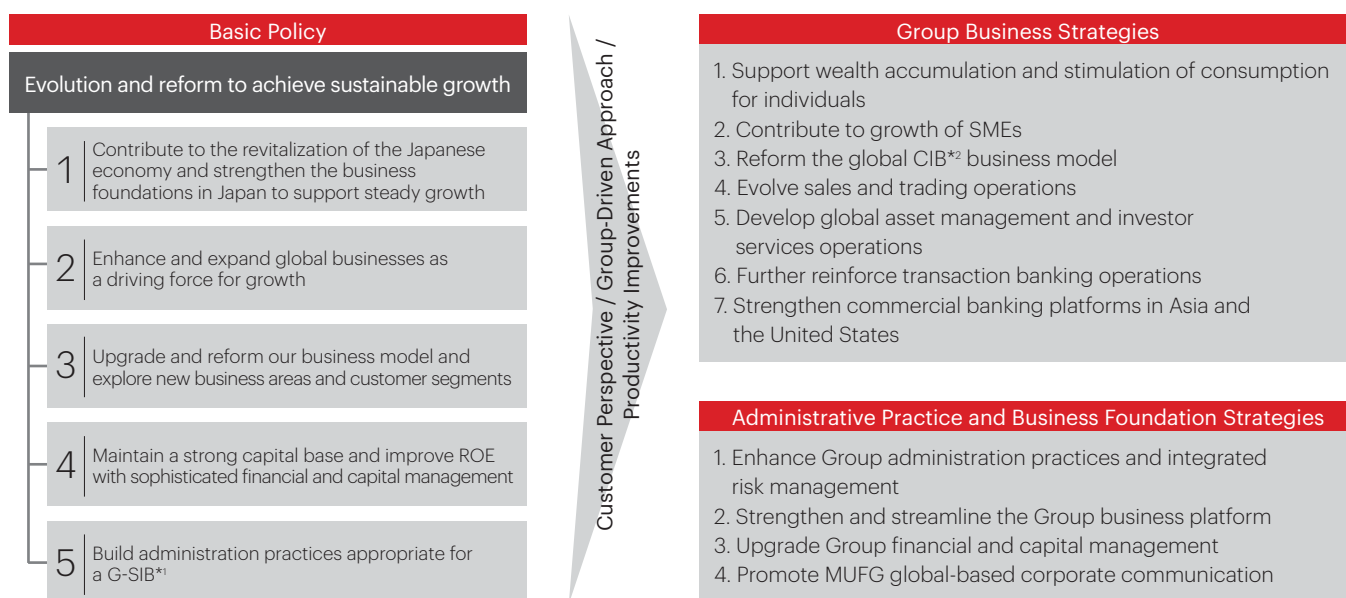 Basic Policy
Evolution and reform to achieve sustainable growth
1
Contribute to the revitalization of the Japanese
economy and strengthen the business
foundations in Japan to support steady growth
2
Enhance and expand global businesses as
a driving force for growth
3
Upgrade and reform our business model and
explore new business areas and customer segments
4
Maintain a strong capital base and improve ROE
with sophisticated financial and capital management
5
Build administration practices appropriate for
a G-SIB*1
Customer Perspective / Group-Driven Approach /
Productivity Improvements
Group Business Strategies
1. Support wealth accumulation and stimulation of consumption
for individuals
2. Contribute to growth of SMEs
3. Reform the global CIB*2 business model
4. Evolve sales and trading operations
5. Develop global asset management and investor
services operations
6. Further reinforce transaction banking operations
7. Strengthen commercial banking platforms in Asia and
the United States
Administrative Practice and Business Foundation Strategies
1. Enhance Group administration practices and integrated
risk management
2. Strengthen and streamline the Group business platform
3. Upgrade Group financial and capital management
4. Promote MUFG global-based corporate communication